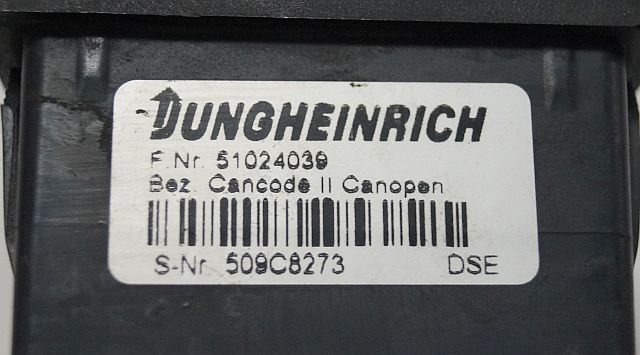 JUNGHEINRICH
F.Nr. 51024039
Bez. Cancode II Canopen
S-Nr. 509C8273 DSE